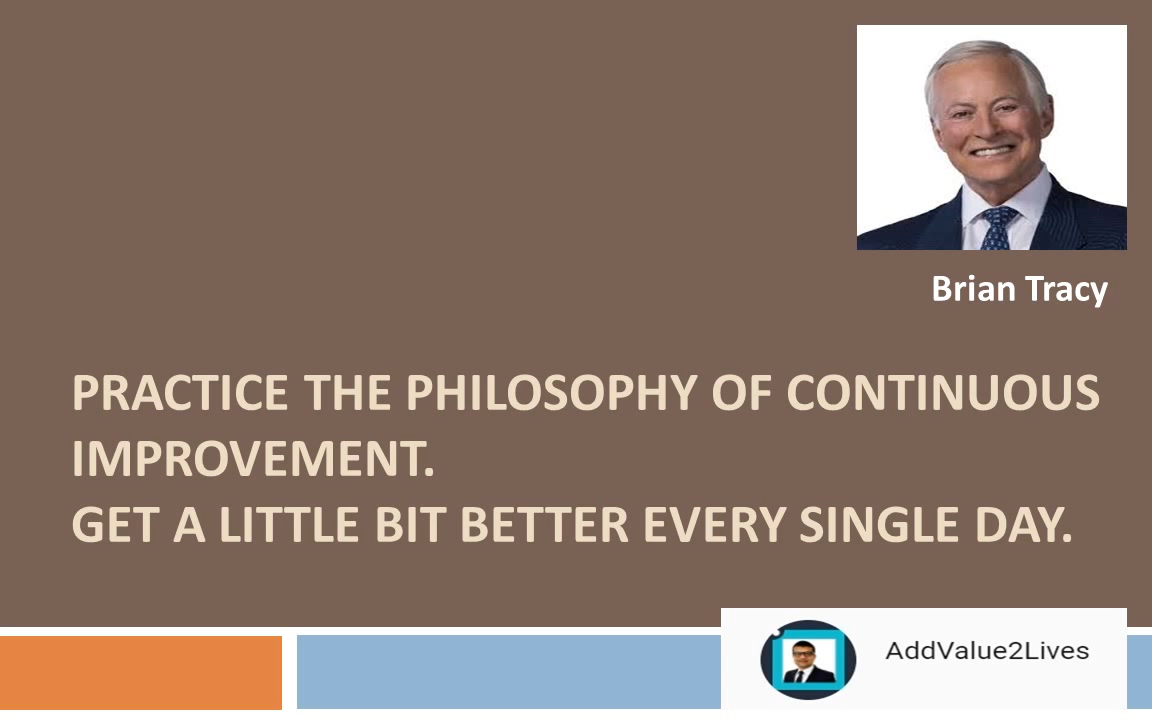 Brian Tracy
PRACTICE THE PHILOSOPHY OF CONTINUOUS
IMPROVEMENT.
GET A LITTLE BIT BETTER EVERY SINGLE DAY.
AddValue2Lives